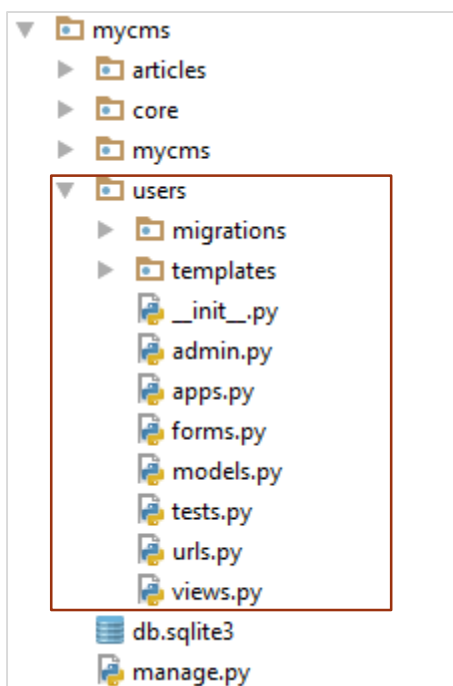 mycms
articles
core
mycms
users
migrations
templates
__init__.py
admin.py
apps.py
forms.py
models.py
tests.py
urls.py
views.py
db.sqlite3
manage.py